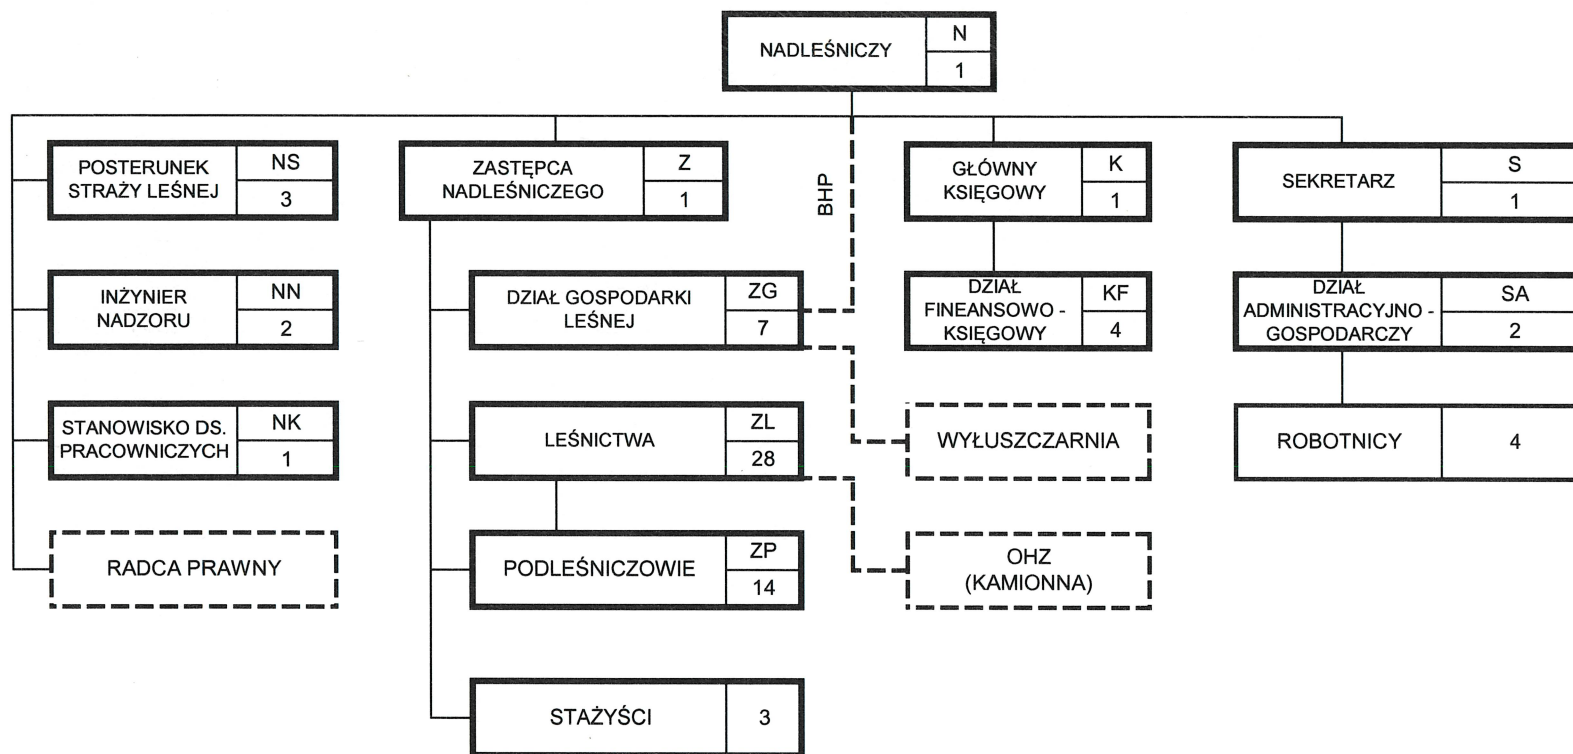 NADLEŚNICZY
N
1
POSTERUNEK
STRAŻY LEŚNEJ
NS
3
ZASTĘPCA
NADLEŚNICZEGO
Z
1
BHP
GŁÓWNY
KSIĘGOWY
K
1
SEKRETARZ
S
1
INŻYNIER
NADZORU
NN
2
DZIAŁ GOSPODARKI
LEŚNEJ
ZG
7
DZIAŁ
FINEANSOWO -
KSIĘGOWY
KF
4
DZIAŁ
ADMINISTRACYJNO -
GOSPODARCZY
SA
2
STANOWISKO DS.
PRACOWNICZYCH
NK
1
LEŚNICTWA
ZL
28
WYŁUSZCZARNIA
ROBOTNICY
4
RADCA PRAWNY
PODLEŚNICZOWIE
ZP
14
OHZ
(KAMIONNA)
STAŻYŚCI
3